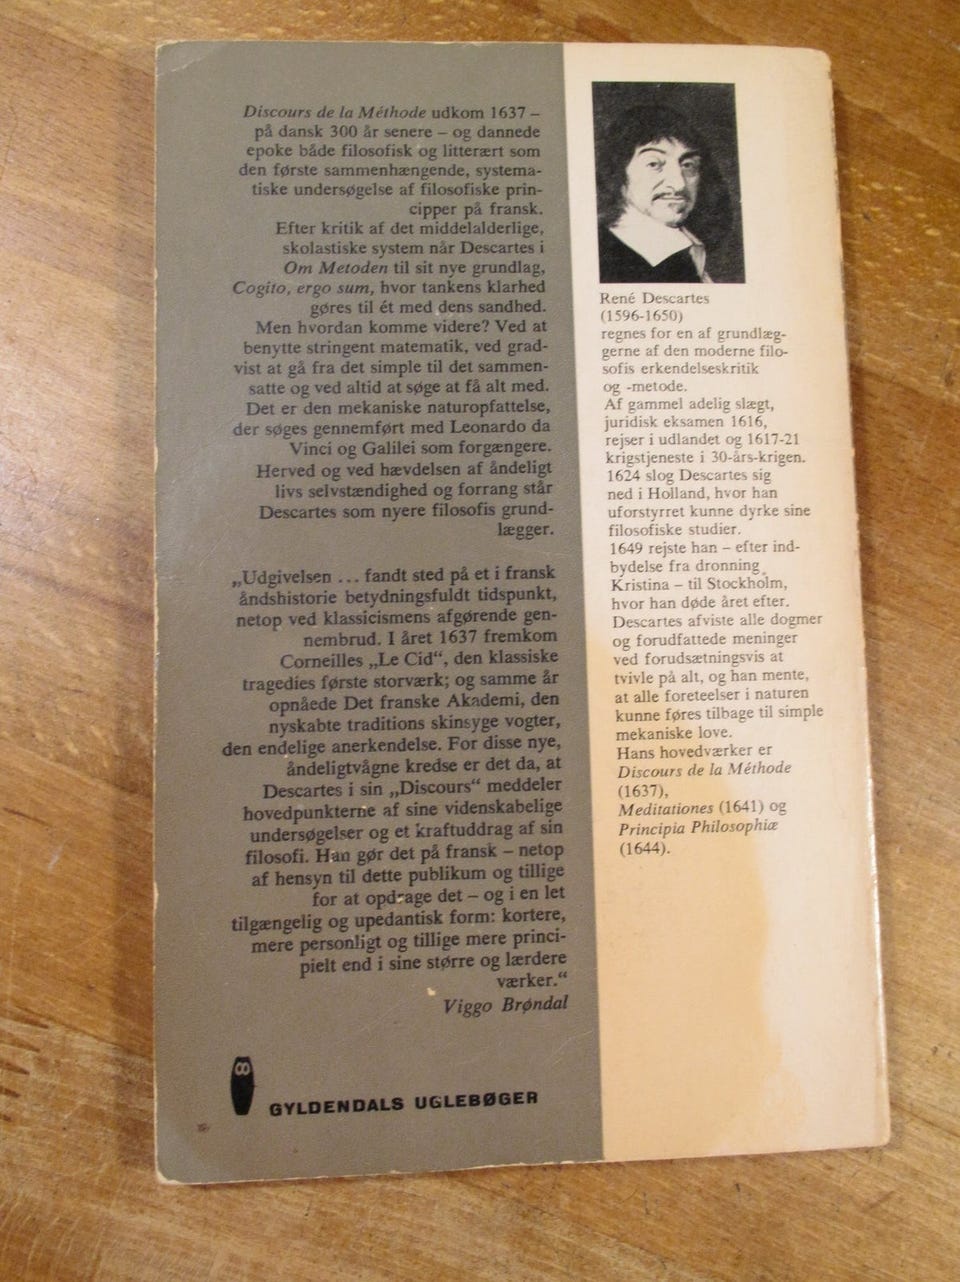 Discours de la Méthode udkom 1637 –
på dansk 300 år senere – og dannede
epoke både filosofisk og litterært som
den første sammenhængende, systema-
tiske undersøgelse af filosofiske prin-
cipper på fransk.
Efter kritik af det middelalderlige,
skolastiske system når Descartes i
Om Metoden til sit nye grundlag,
Cogito, ergo sum, hvor tankens klarhed
gøres til ét med dens sandhed.
Men hvordan komme videre? Ved at
benytte stringent matematik, ved grad-
vist at gå fra det simple til det sammen-
satte og ved altid at søge at få alt med.
Det er den mekaniske naturopfattelse,
der søges gennemført med Leonardo da
Vinci og Galilei som forgængere.
Herved og ved hævdelsen af åndeligt
livs selvstændighed og forrang står
Descartes som nyere filosofis grund-
lægger.
„Udgivelsen ... fandt sted på et i fransk
åndshistorie betydningsfuldt tidspunkt,
netop ved klassicismens afgørende gen-
nembrud. I året 1637 fremkom
Corneilles „Le Cid“, den klassiske
tragedies første storværk; og samme år
opnåede Det franske Akademi, den
nyskabte traditions skinsyge vogter,
den endelige anerkendelse. For disse nye,
åndeligtvågne kredse er det da, at
Descartes i sin „Discours“ meddeler
hovedpunkterne af sine videnskabelige
undersøgelser og et kraftuddrag af sin
filosofi. Han gør det på fransk – netop
af hensyn til dette publikum og tillige
for at opdrage det – og i en let
tilgængelig og upedantisk form: kortere,
mere personligt og tillige mere princi-
pielt end i sine større og lærdere
værker.“
Viggo Brøndal
GYLDENDALS UGLEBØGER
René Descartes
(1596-1650)
regnes for en af grundlæg-
gerne af den moderne filo-
sofis erkendelseskritik
og -metode.
Af gammel adelig slægt,
juridisk eksamen 1616,
rejser i udlandet og 1617-21
krigstjeneste i 30-års-krigen.
1624 slog Descartes sig
ned i Holland, hvor han
uforstyrret kunne dyrke sine
filosofiske studier.
1649 rejste han – efter ind-
bydelse fra dronning
Kristina – til Stockholm,
hvor han døde året efter.
Descartes afviste alle dogmer
og forudfattede meninger
ved forudsætningsvis at
tvivle på alt, og han mente,
at alle foreteelser i naturen
kunne føres tilbage til simple
mekaniske love.
Hans hovedværker er
Discours de la Méthode
(1637),
Meditationes (1641) og
Principia Philosophiæ
(1644).